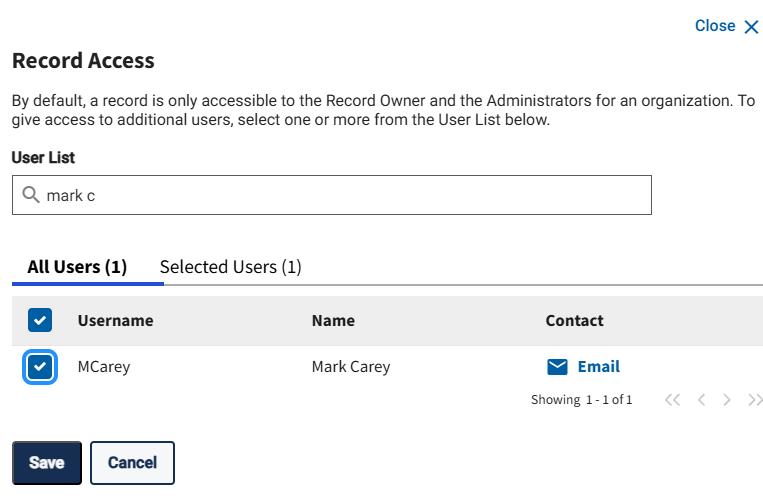 Close
Record Access
By default, a record is only accessible to the Record Owner and the Administrators for an organization. To
give access to additional users, select one or more from the User List below.
User List
mark c
All Users (1) Selected Users (1)
Username Name Contact
MCarey Mark Carey Email
Showing 1 - 1 of 1
Save Cancel